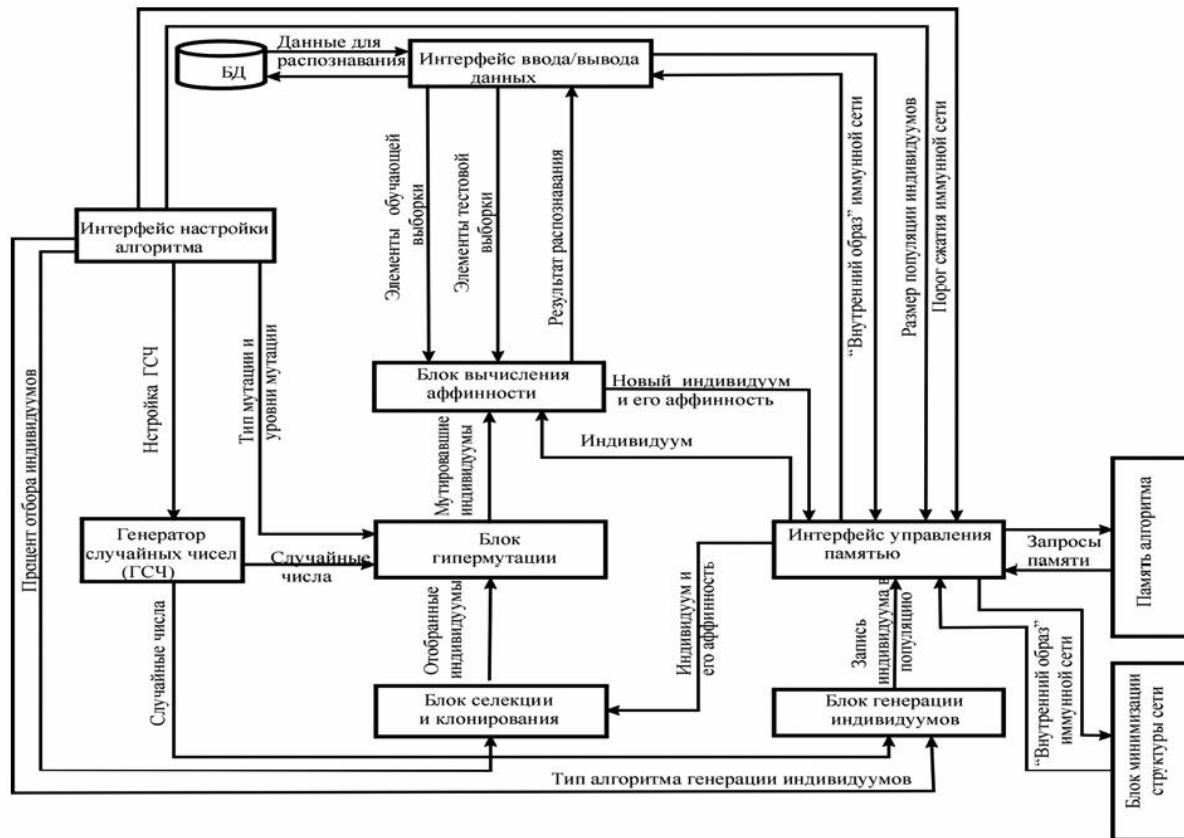 Данные для
распознавания
БД
Интерфейс ввода/вывода
данных
Элементы обучающей
выборки
Элементы тестовой
выборки
Результат распознавания
“Внутренний образ” иммунной сети
Размер популяции индивидуумов
Порог сжатия иммунной сети
Интерфейс настройки
алгоритма
Процент отбора индивидуумов
Нстройка ГСЧ
Тип мутации и
уровни мутации
Блок вычисления
аффинности
Новый индивидуум
и его аффинность
Индивидуум
Мутировавшие
индивидуумы
Генератор
случайных чисел
(ГСЧ)
Случайные
числа
Блок
гипермутации
Интерфейс управления
памятью
Запросы
памяти
Память алгоритма
Случайные числа
Отобранные
индивидуумы
Индивидуум и
его аффинность
Запись
индивидуума в
популяцию
“Внутренний образ”
иммунной сети
Блок селекции
и клонирования
Блок генерации
индивидуумов
Блок минимизации
структуры сети
Тип алгоритма генерации индивидуумов